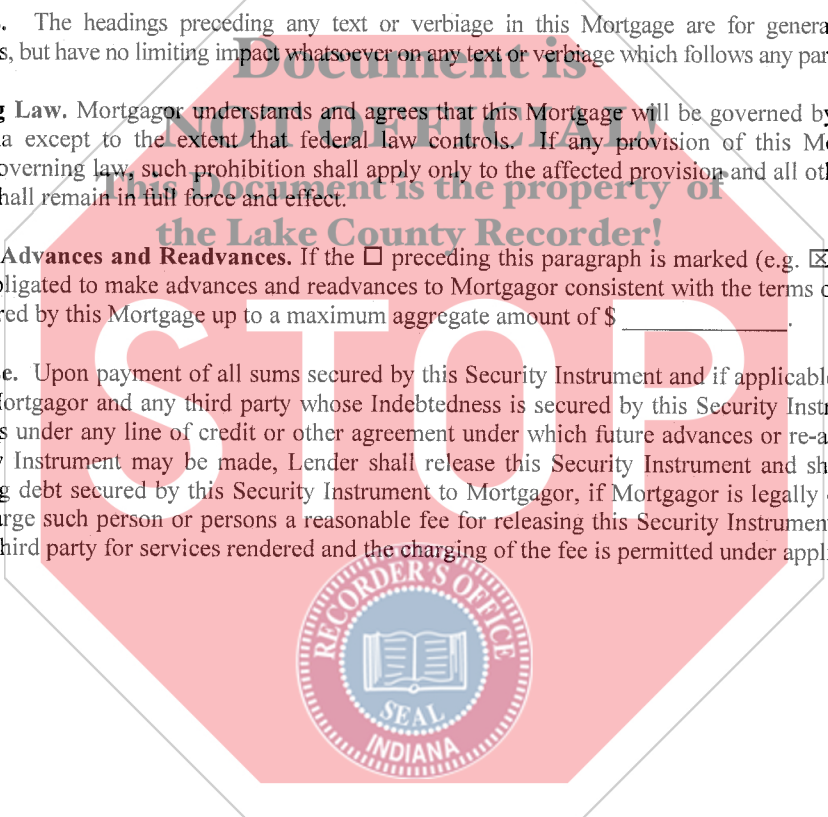 . The headings preceding any text or verbiage in this Mortgage are for genera
s, but have no limiting impact whatsoever on any text or verbiage which follows any par
Document is
g Law. Mortgagor understands and agrees that this Mortgage will be governed by
NOT OFFICIAL!
a except to the extent that federal law controls. If any provision of this Mo
overning law, such prohibition shall apply only to the affected provision and all oth
This Document is the property of
hall remain in full force and effect.
the Lake County Recorder!
Advances and Readvances. If the ☐ preceding this paragraph is marked (e.g. ☒
bligated to make advances and readvances to Mortgagor consistent with the terms o
red by this Mortgage up to a maximum aggregate amount of $ ____________.
STOP
e. Upon payment of all sums secured by this Security Instrument and if applicable
Mortgagor and any third party whose Indebtedness is secured by this Security Instr
s under any line of credit or other agreement under which future advances or re-a
y Instrument may be made, Lender shall release this Security Instrument and sh
g debt secured by this Security Instrument to Mortgagor, if Mortgagor is legally
arge such person or persons a reasonable fee for releasing this Security Instrument
hird party for services rendered and the charging of the fee is permitted under appli
RECORDER'S OFFICE
SEAL
INDIANA